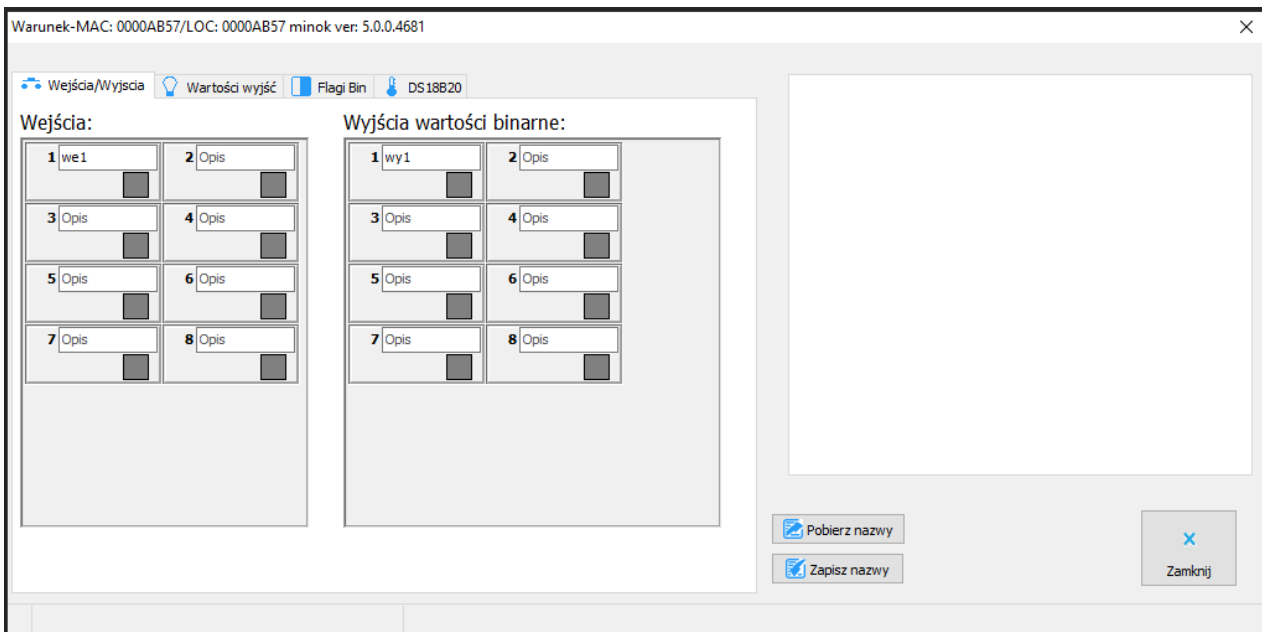 Warunek-MAC: 0000AB57/LOC: 0000AB57 minok ver: 5.0.0.4681
Wejścia/Wyjscia Wartości wyjść Flagi Bin DS18B20
Wejścia:
1 we1 2 Opis
3 Opis 4 Opis
5 Opis 6 Opis
7 Opis 8 Opis
Wyjścia wartości binarne:
1 wy1 2 Opis
3 Opis 4 Opis
5 Opis 6 Opis
7 Opis 8 Opis
Pobierz nazwy
Zapisz nazwy
Zamknij